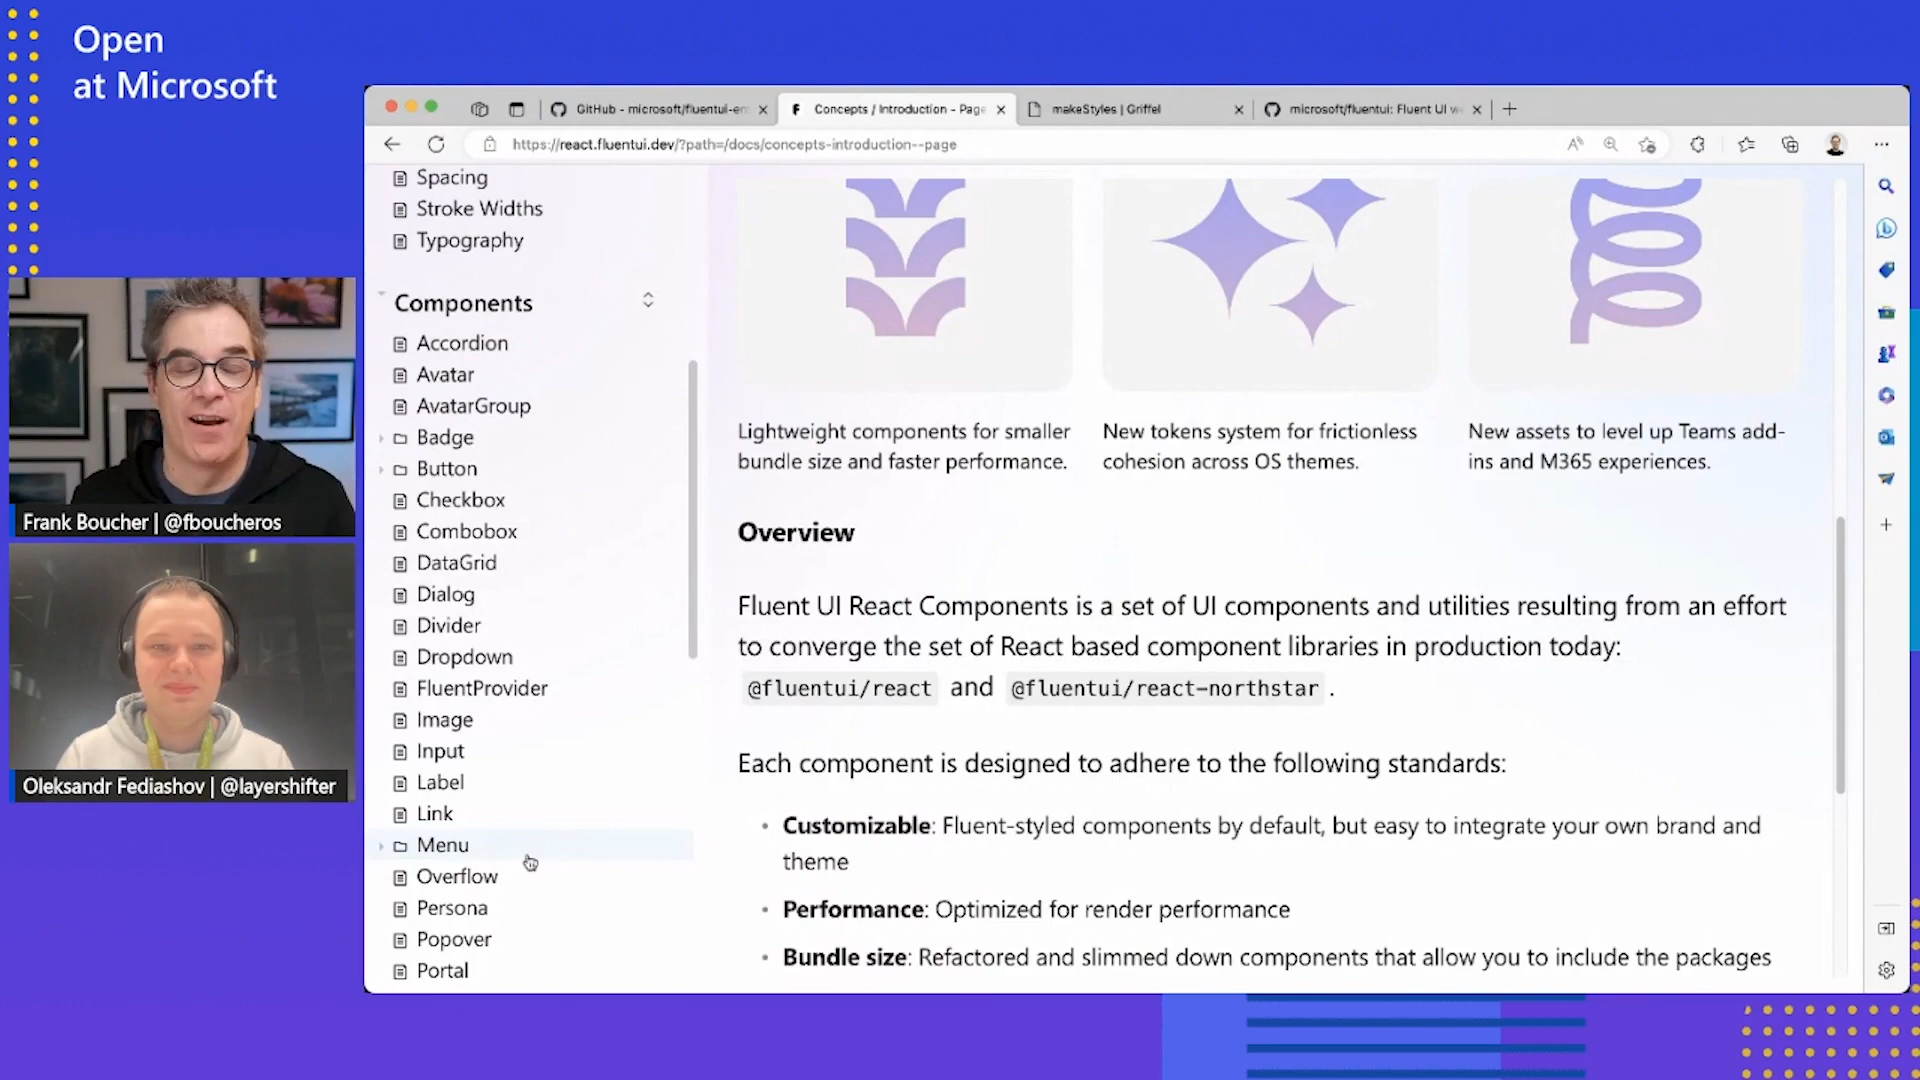 Open
at Microsoft
GitHub - microsoft/fluentui-em
Concepts / Introduction - Page
makeStyles | Griffel
microsoft/fluentui: Fluent UI w
https://react.fluentui.dev/?path=/docs/concepts-introduction--page
Spacing
Stroke Widths
Typography
Components
Accordion
Avatar
AvatarGroup
Badge
Button
Checkbox
Combobox
DataGrid
Dialog
Divider
Dropdown
FluentProvider
Image
Input
Label
Link
Menu
Overflow
Persona
Popover
Portal
Lightweight components for smaller
bundle size and faster performance.
New tokens system for frictionless
cohesion across OS themes.
New assets to level up Teams add-
ins and M365 experiences.
Overview
Fluent UI React Components is a set of UI components and utilities resulting from an effort
to converge the set of React based component libraries in production today:
@fluentui/react and @fluentui/react-northstar .
Each component is designed to adhere to the following standards:
• Customizable: Fluent-styled components by default, but easy to integrate your own brand and
theme
• Performance: Optimized for render performance
• Bundle size: Refactored and slimmed down components that allow you to include the packages
Frank Boucher | @fboucheros
Oleksandr Fediashov | @layershifter